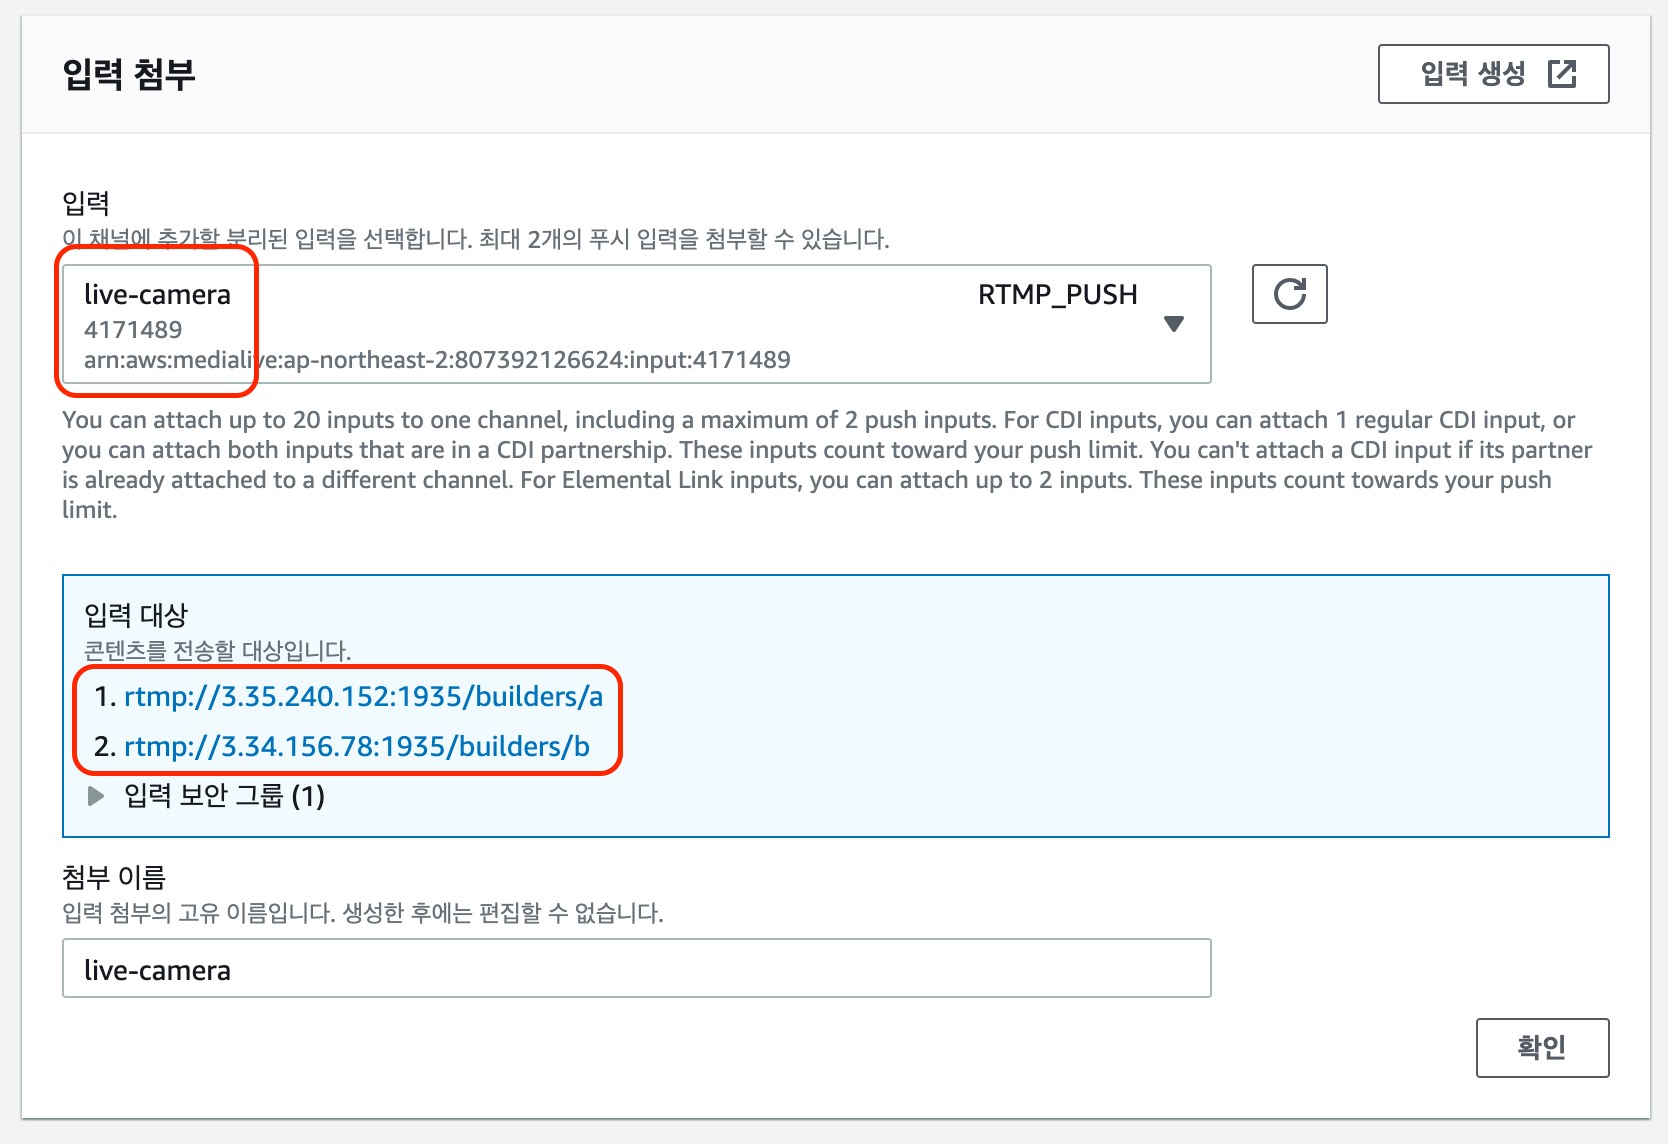 입력 첨부
입력 생성
입력
이 채널에 추가할 분리된 입력을 선택합니다. 최대 2개의 푸시 입력을 첨부할 수 있습니다.
live-camera RTMP_PUSH
4171489
arn:aws:medialive:ap-northeast-2:807392126624:input:4171489
You can attach up to 20 inputs to one channel, including a maximum of 2 push inputs. For CDI inputs, you can attach 1 regular CDI input, or
you can attach both inputs that are in a CDI partnership. These inputs count toward your push limit. You can't attach a CDI input if its partner
is already attached to a different channel. For Elemental Link inputs, you can attach up to 2 inputs. These inputs count towards your push
limit.
입력 대상
콘텐츠를 전송할 대상입니다.
1. rtmp://3.35.240.152:1935/builders/a
2. rtmp://3.34.156.78:1935/builders/b
입력 보안 그룹 (1)
첨부 이름
입력 첨부의 고유 이름입니다. 생성한 후에는 편집할 수 없습니다.
live-camera
확인